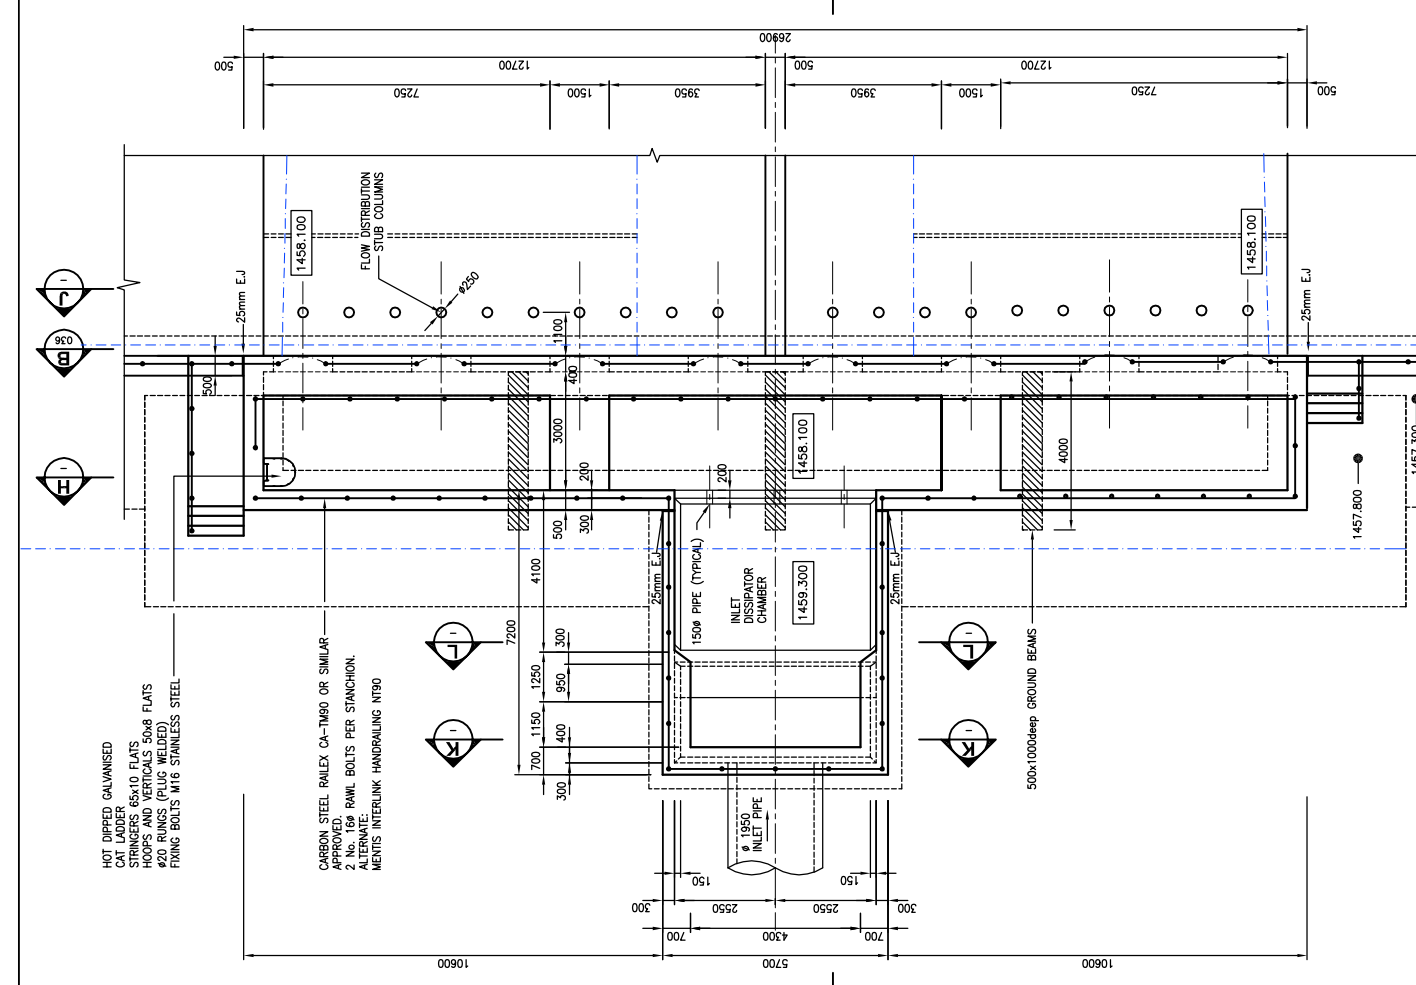 26900
500
12700
500
12700
7250
1500
3950
3950
1500
7250
500
FLOW DISTRIBUTION
STUB COLUMNS
1458.100
1458.100
ø250
25mm E.J
25mm E.J
J
-
B
036
H
-
1100
500
400
3000
200
4000
1458.100
200
500
300
1457.800
4100
7200
25mm E.J
25mm E.J
150ø PIPE (TYPICAL)
INLET
DISSIPATOR
CHAMBER
1459.300
L
-
L
-
K
-
K
-
300
1250
950
1150
400
700
300
500x1000deep GROUND BEAMS
HOT DIPPED GALVANISED
CAT LADDER
STRINGERS 65x10 FLATS
HOOPS AND VERTICALS 50x8 FLATS
ø20 RUNGS (PLUG WELDED)
FIXING BOLTS M16 STAINLESS STEEL
CARBON STEEL RAILEX CA-TM90 OR SIMILAR
APPROVED.
2 No. 16ø RAWL BOLTS PER STANCHION.
ALTERNATE:
MENTIS INTERLINK HANDRAILING NT90
ø 1950
INLET PIPE
150
150
300
2550
2550
300
700
4300
700
10600
5700
10600